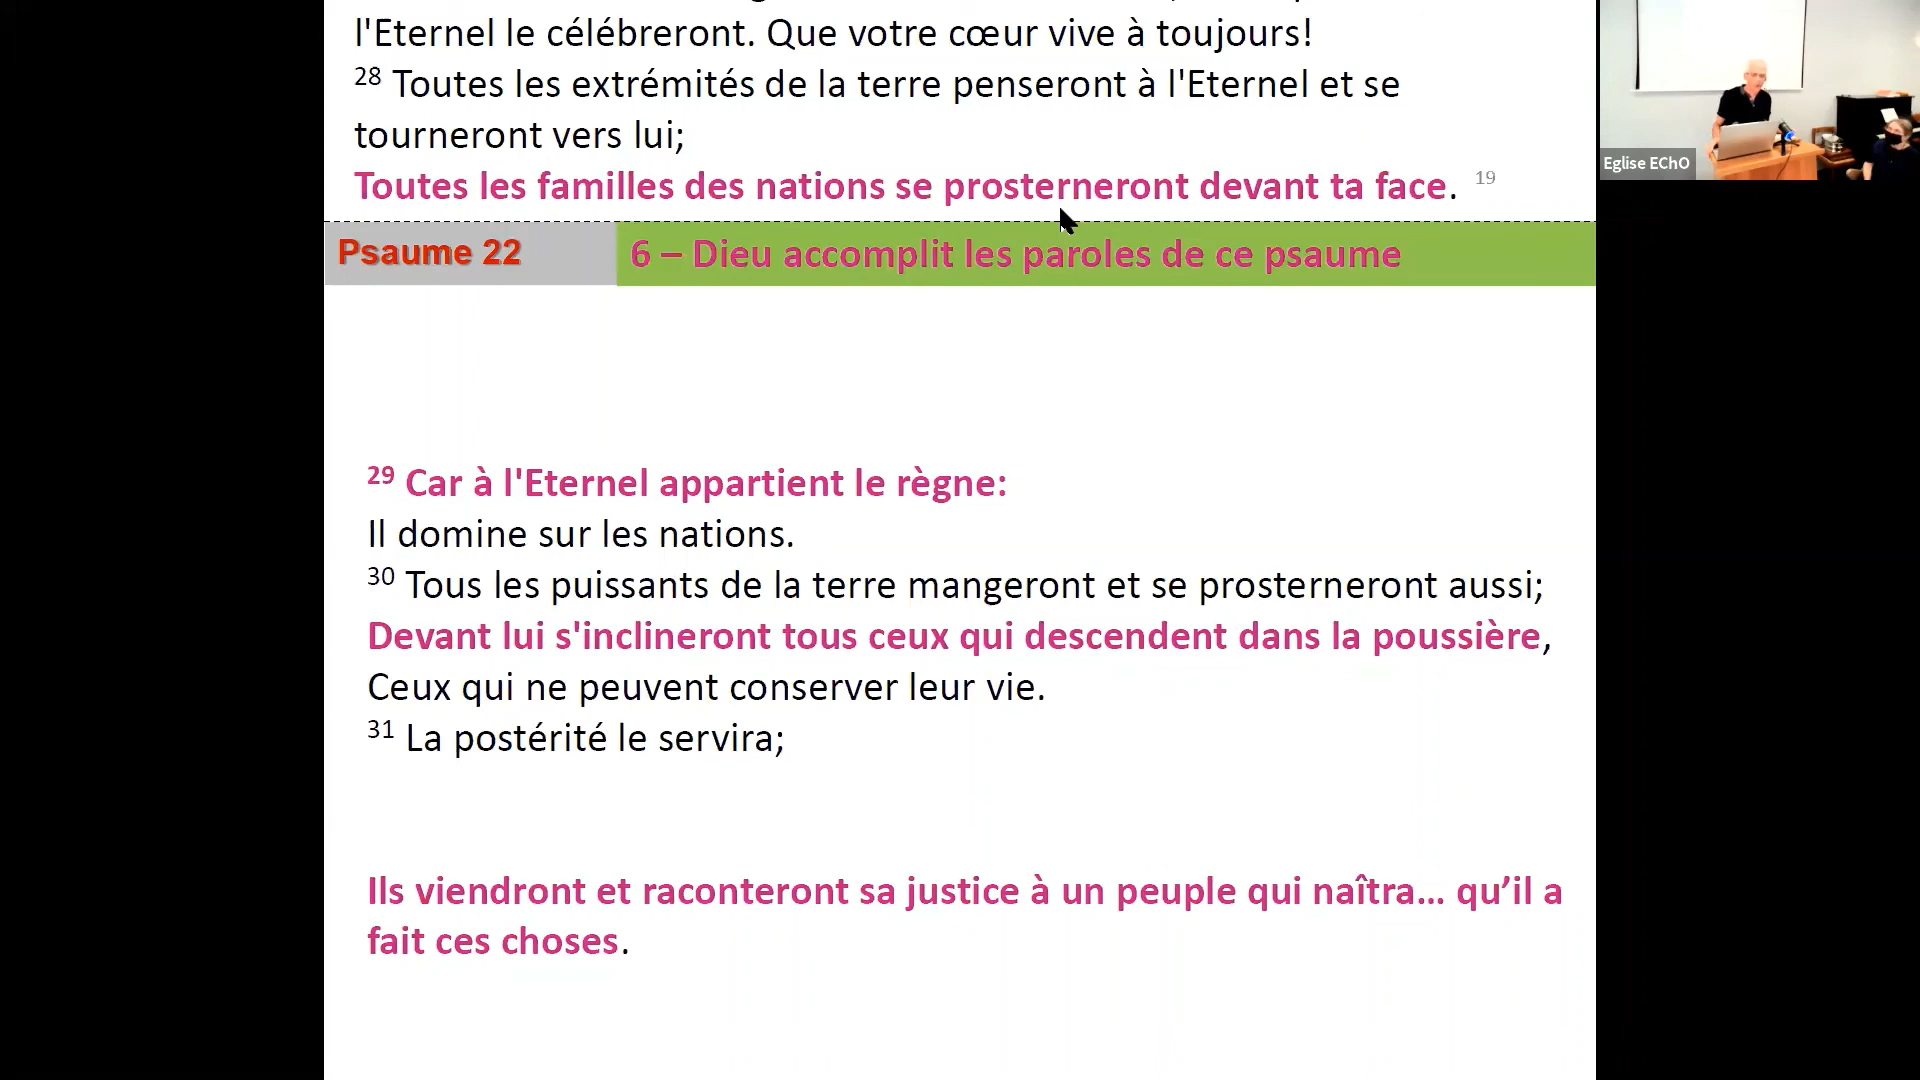 l'Eternel le célébreront. Que votre cœur vive à toujours!
28 Toutes les extrémités de la terre penseront à l'Eternel et se
tourneront vers lui;
Toutes les familles des nations se prosterneront devant ta face. 19
Eglise EChO
Psaume 22
6 – Dieu accomplit les paroles de ce psaume
29 Car à l'Eternel appartient le règne:
Il domine sur les nations.
30 Tous les puissants de la terre mangeront et se prosterneront aussi;
Devant lui s'inclineront tous ceux qui descendent dans la poussière,
Ceux qui ne peuvent conserver leur vie.
31 La postérité le servira;
Ils viendront et raconteront sa justice à un peuple qui naîtra... qu’il a
fait ces choses.